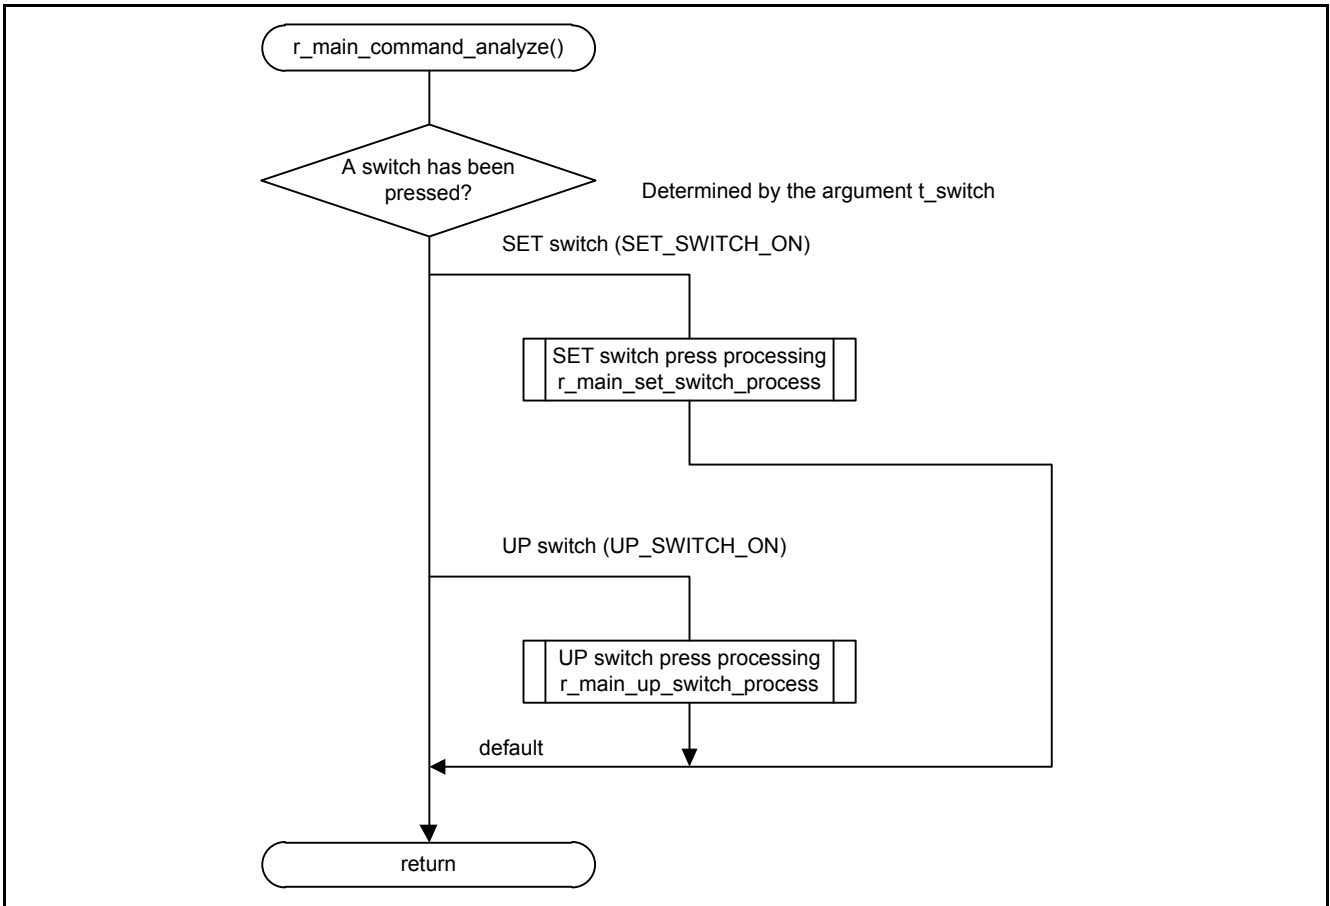 r_main_command_analyze()
A switch has been
pressed?
Determined by the argument t_switch
SET switch (SET_SWITCH_ON)
SET switch press processing
r_main_set_switch_process
UP switch (UP_SWITCH_ON)
UP switch press processing
r_main_up_switch_process
default
return